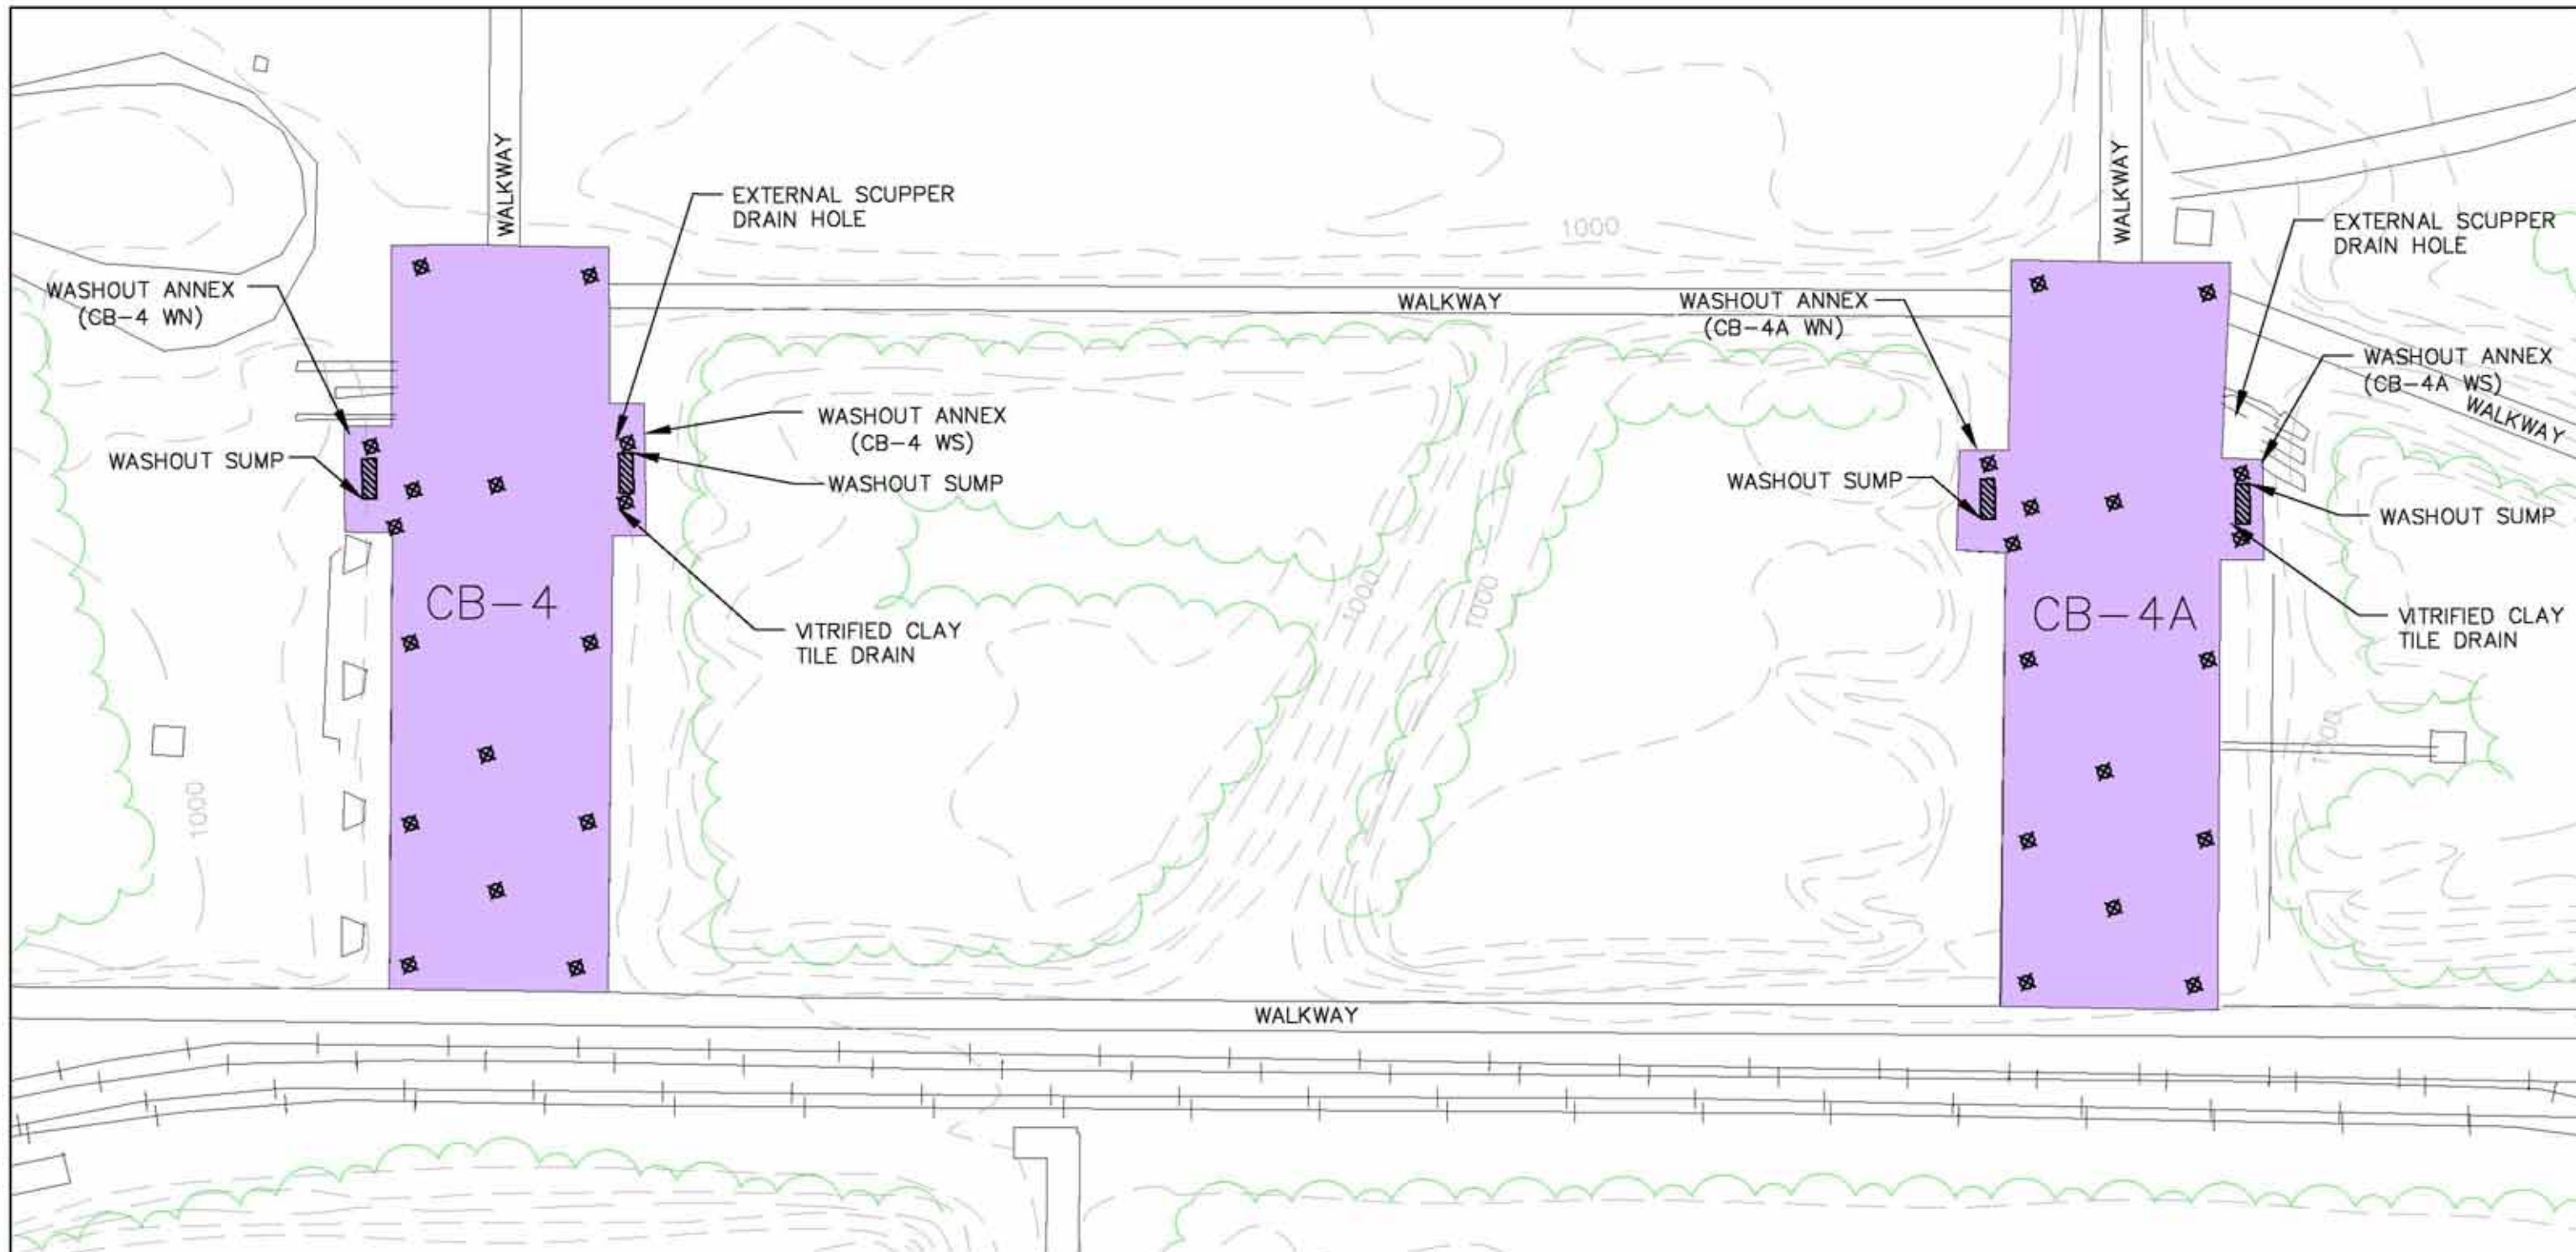 WALKWAY
WALKWAY
EXTERNAL SCUPPER
DRAIN HOLE
1000
EXTERNAL SCUPPER
DRAIN HOLE
WASHOUT ANNEX
(CB-4 WN)
WALKWAY
WASHOUT ANNEX
(CB-4A WN)
WASHOUT ANNEX
(CB-4A WS)
WALKWAY
WASHOUT ANNEX
(CB-4 WS)
WASHOUT SUMP
WASHOUT SUMP
WASHOUT SUMP
WASHOUT SUMP
CB-4
1000
1000
CB-4A
VITRIFIED CLAY
TILE DRAIN
VITRIFIED CLAY
TILE DRAIN
1000
1000
WALKWAY